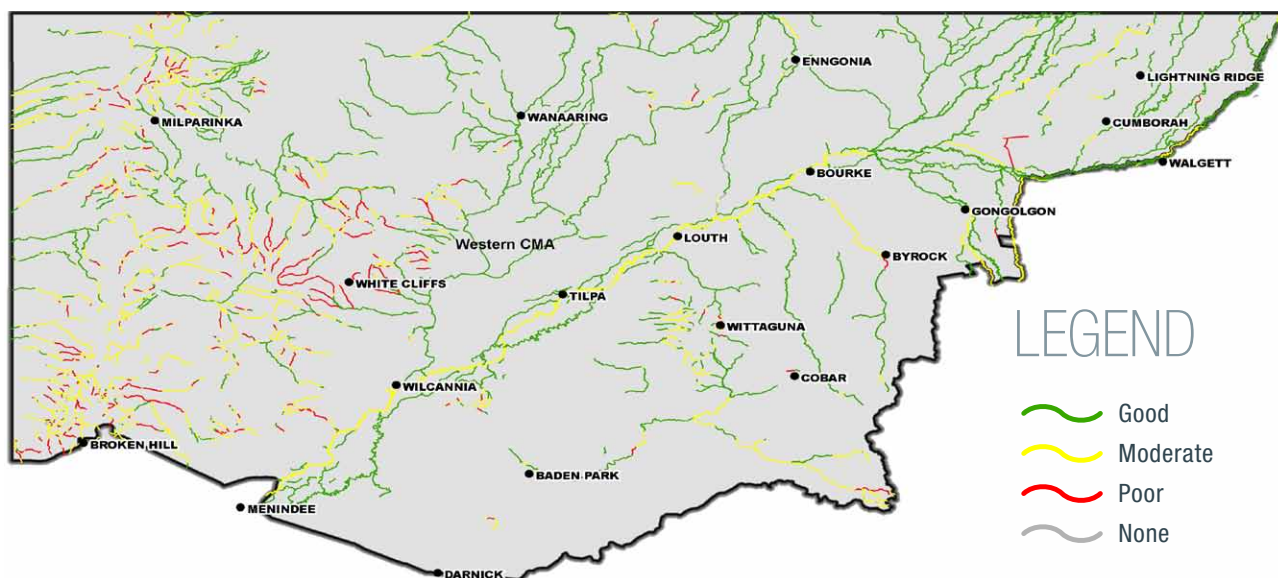 ENNGONIA
LIGHTNING RIDGE
WANAARING
MILPARINKA
CUMBORAH
WALGETT
BOURKE
GONGOLGON
LOUTH
Western CMA
BYROCK
WHITE CLIFFS
TILPA
WITTAGUNA
LEGEND
COBAR
WILCANNIA
Good
BROKEN HILL
Moderate
BADEN PARK
Poor
MENINDEE
None
DARNICK